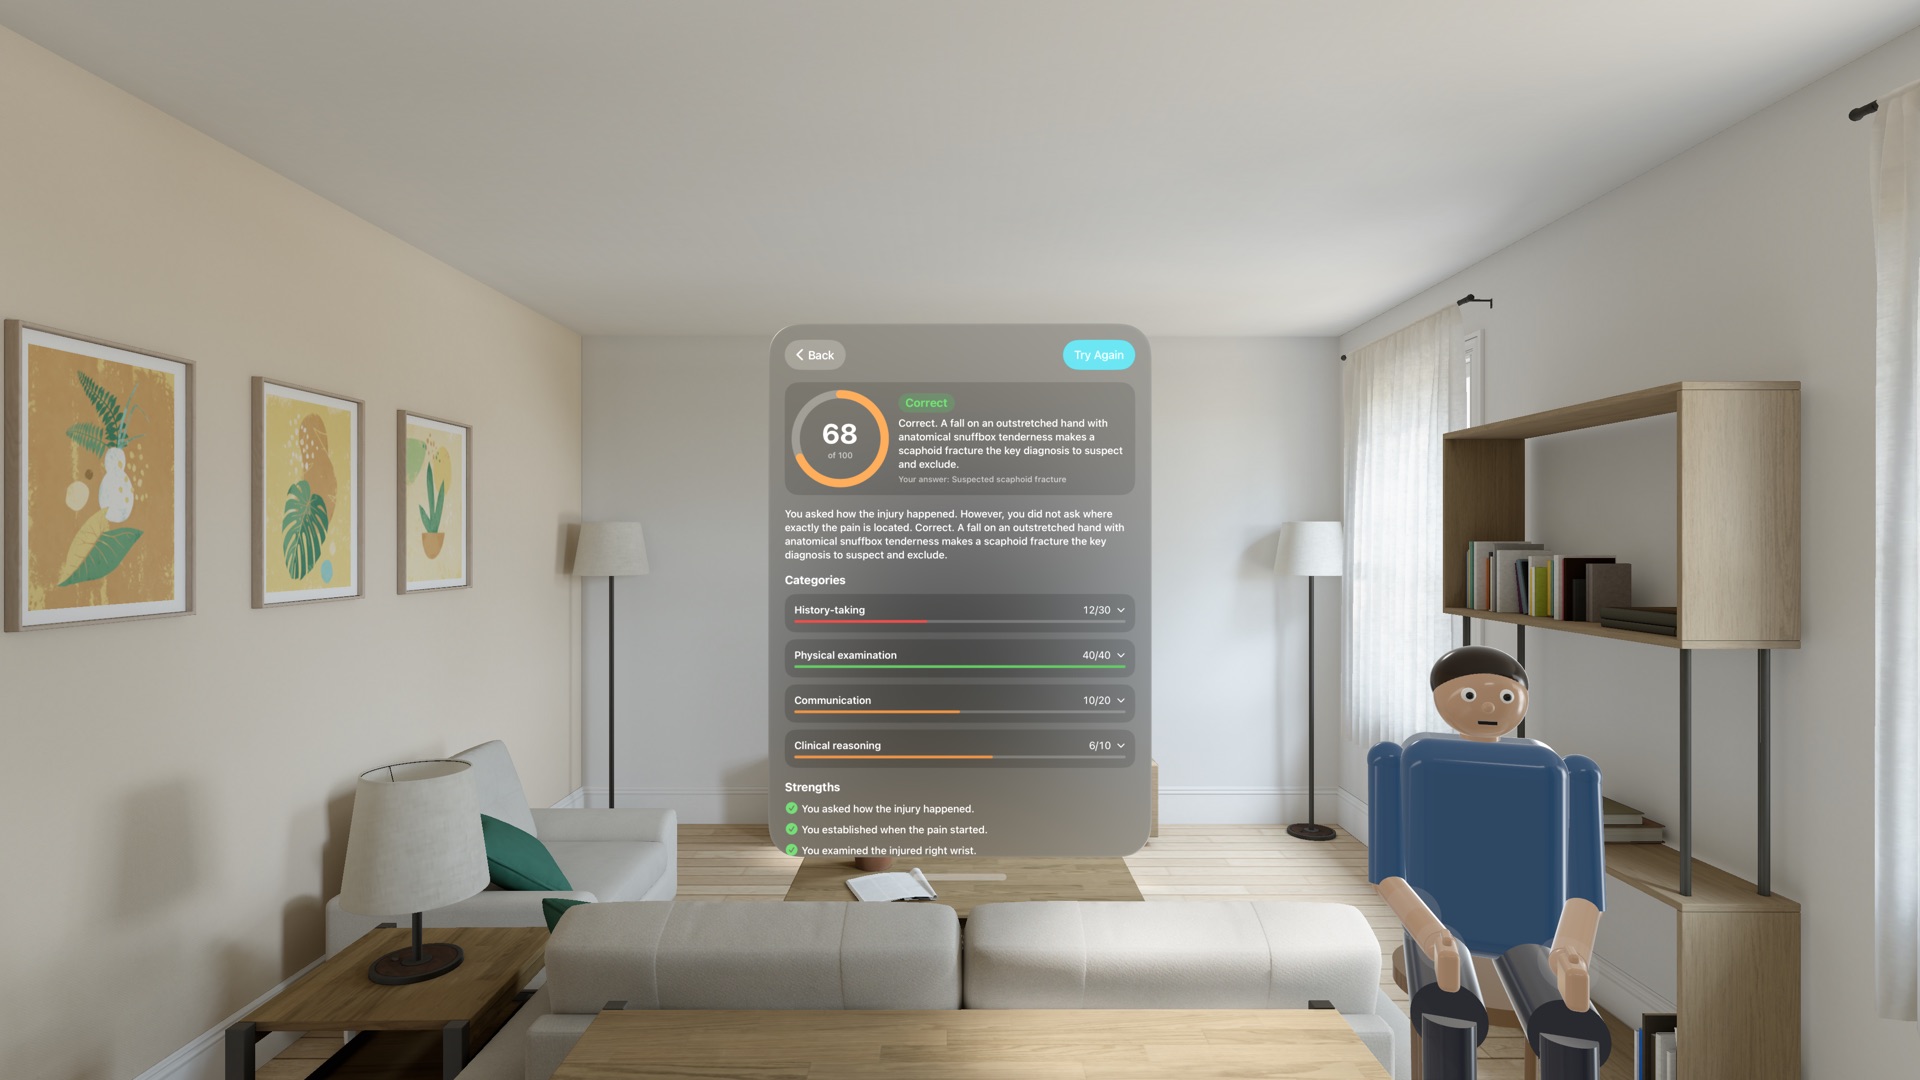 Back
Try Again
68
of 100
Correct
Correct. A fall on an outstretched hand with
anatomical snuffbox tenderness makes a
scaphoid fracture the key diagnosis to suspect
and exclude.
Your answer: Suspected scaphoid fracture
You asked how the injury happened. However, you did not ask where
exactly the pain is located. Correct. A fall on an outstretched hand with
anatomical snuffbox tenderness makes a scaphoid fracture the key
diagnosis to suspect and exclude.
Categories
History-taking 12/30
Physical examination 40/40
Communication 10/20
Clinical reasoning 6/10
Strengths
You asked how the injury happened.
You established when the pain started.
You examined the injured right wrist.